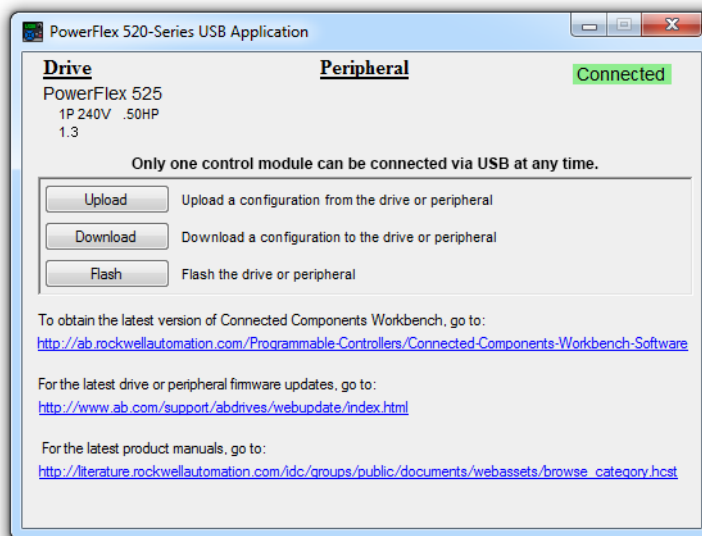 PowerFlex 520-Series USB Application
Drive Peripheral Connected
PowerFlex 525
1P 240V .50HP
1.3
Only one control module can be connected via USB at any time.
Upload Upload a configuration from the drive or peripheral
Download Download a configuration to the drive or peripheral
Flash Flash the drive or peripheral
To obtain the latest version of Connected Components Workbench, go to:
http://ab.rockwellautomation.com/Programmable-Controllers/Connected-Components-Workbench-Software
For the latest drive or peripheral firmware updates, go to:
http://www.ab.com/support/abdrives/webupdate/index.html
For the latest product manuals, go to:
http://literature.rockwellautomation.com/idc/groups/public/documents/webassets/browse_category.hcst